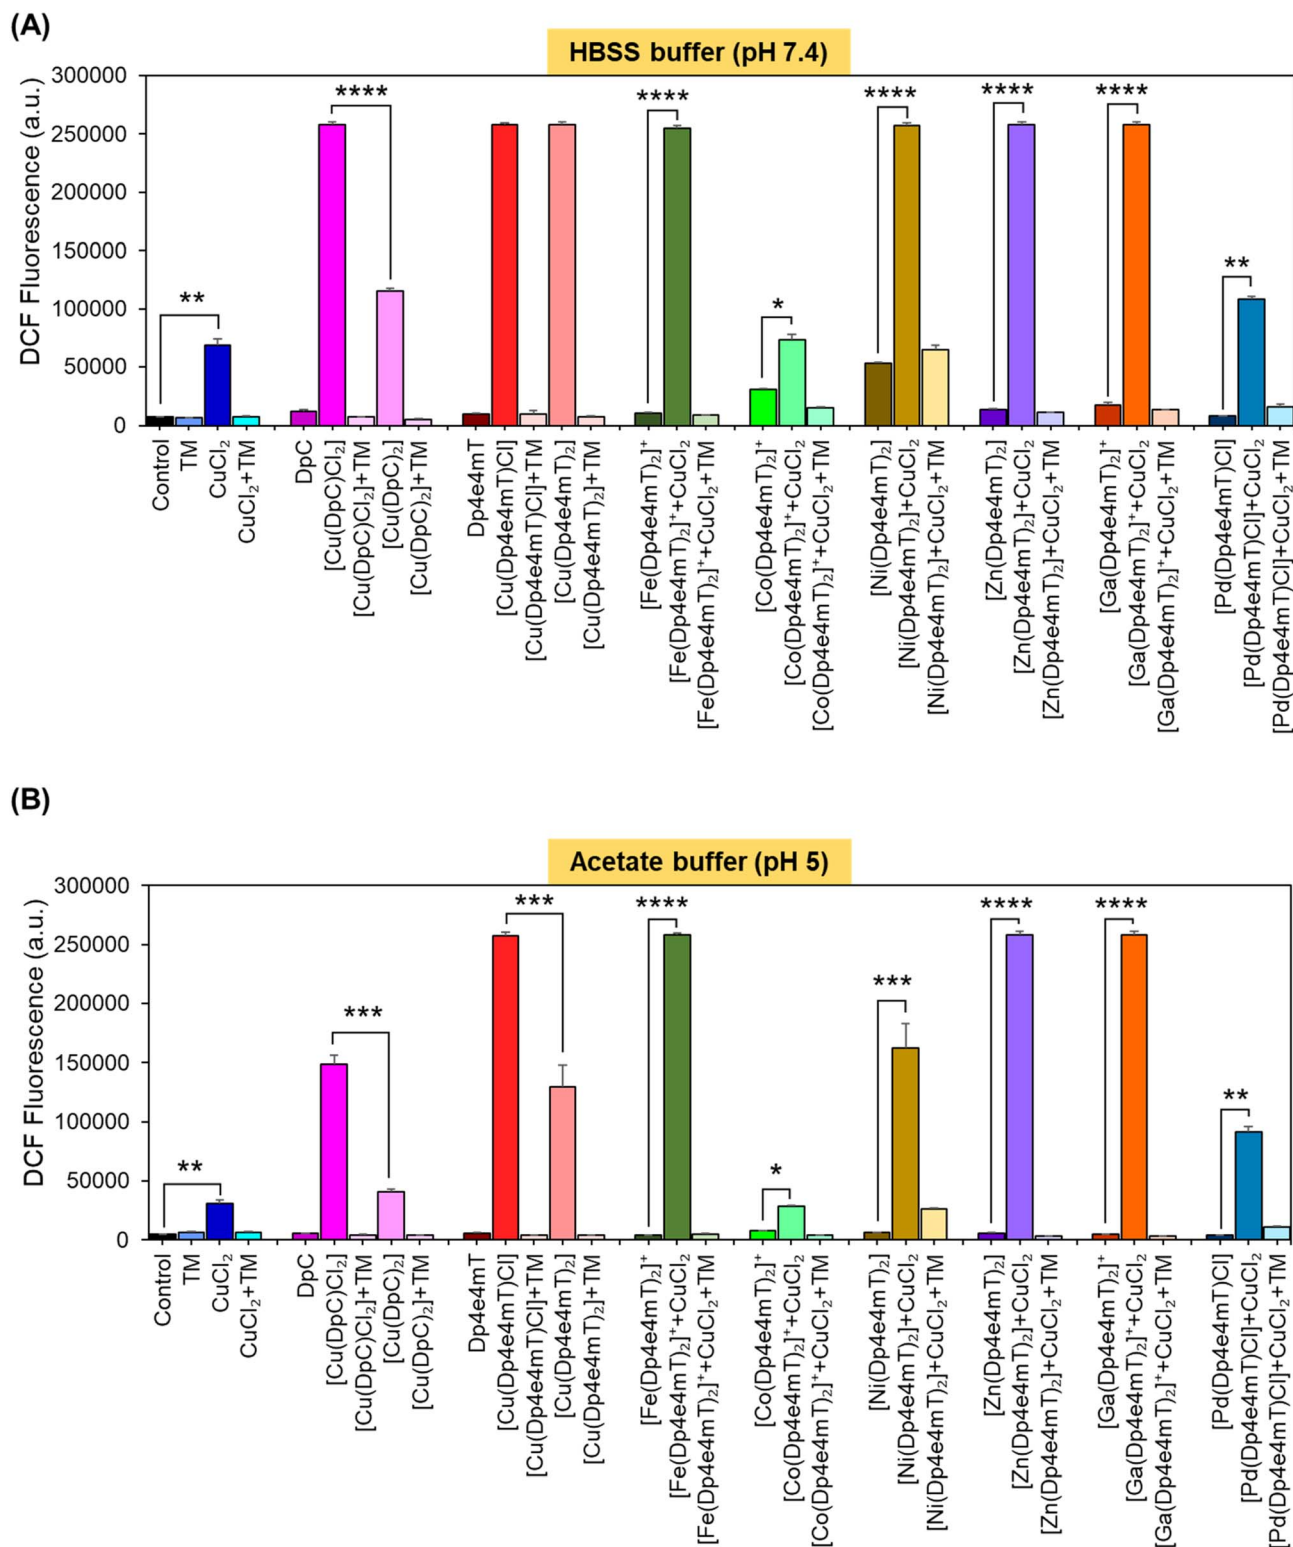 (A)
HBSS buffer (pH 7.4)
DCF Fluorescence (a.u.)
300000
250000
200000
150000
100000
50000
0
**
****
****
*
****
****
****
**
Control
TM
CuCl₂
CuCl₂+TM
DpC
[Cu(DpC)Cl₂]
[Cu(DpC)Cl₂]+TM
[Cu(DpC)₂]
[Cu(DpC)₂]+TM
Dp4e4mT
[Cu(Dp4e4mT)Cl]
[Cu(Dp4e4mT)Cl]+TM
[Cu(Dp4e4mT)₂]
[Cu(Dp4e4mT)₂]+TM
[Fe(Dp4e4mT)₂]⁺
[Fe(Dp4e4mT)₂]⁺+CuCl₂
[Fe(Dp4e4mT)₂]⁺+CuCl₂+TM
[Co(Dp4e4mT)₂]⁺
[Co(Dp4e4mT)₂]⁺+CuCl₂
[Co(Dp4e4mT)₂]⁺+CuCl₂+TM
[Ni(Dp4e4mT)₂]
[Ni(Dp4e4mT)₂]+CuCl₂
[Ni(Dp4e4mT)₂]+CuCl₂+TM
[Zn(Dp4e4mT)₂]
[Zn(Dp4e4mT)₂]+CuCl₂
[Zn(Dp4e4mT)₂]+CuCl₂+TM
[Ga(Dp4e4mT)₂]⁺
[Ga(Dp4e4mT)₂]⁺+CuCl₂
[Ga(Dp4e4mT)₂]⁺+CuCl₂+TM
[Pd(Dp4e4mT)Cl]
[Pd(Dp4e4mT)Cl]+CuCl₂
[Pd(Dp4e4mT)Cl]+CuCl₂+TM
(B)
Acetate buffer (pH 5)
DCF Fluorescence (a.u.)
300000
250000
200000
150000
100000
50000
0
**
***
***
****
*
***
****
****
**
Control
TM
CuCl₂
CuCl₂+TM
DpC
[Cu(DpC)Cl₂]
[Cu(DpC)Cl₂]+TM
[Cu(DpC)₂]
[Cu(DpC)₂]+TM
Dp4e4mT
[Cu(Dp4e4mT)Cl]
[Cu(Dp4e4mT)Cl]+TM
[Cu(Dp4e4mT)₂]
[Cu(Dp4e4mT)₂]+TM
[Fe(Dp4e4mT)₂]⁺
[Fe(Dp4e4mT)₂]⁺+CuCl₂
[Fe(Dp4e4mT)₂]⁺+CuCl₂+TM
[Co(Dp4e4mT)₂]⁺
[Co(Dp4e4mT)₂]⁺+CuCl₂
[Co(Dp4e4mT)₂]⁺+CuCl₂+TM
[Ni(Dp4e4mT)₂]
[Ni(Dp4e4mT)₂]+CuCl₂
[Ni(Dp4e4mT)₂]+CuCl₂+TM
[Zn(Dp4e4mT)₂]
[Zn(Dp4e4mT)₂]+CuCl₂
[Zn(Dp4e4mT)₂]+CuCl₂+TM
[Ga(Dp4e4mT)₂]⁺
[Ga(Dp4e4mT)₂]⁺+CuCl₂
[Ga(Dp4e4mT)₂]⁺+CuCl₂+TM
[Pd(Dp4e4mT)Cl]
[Pd(Dp4e4mT)Cl]+CuCl₂
[Pd(Dp4e4mT)Cl]+CuCl₂+TM